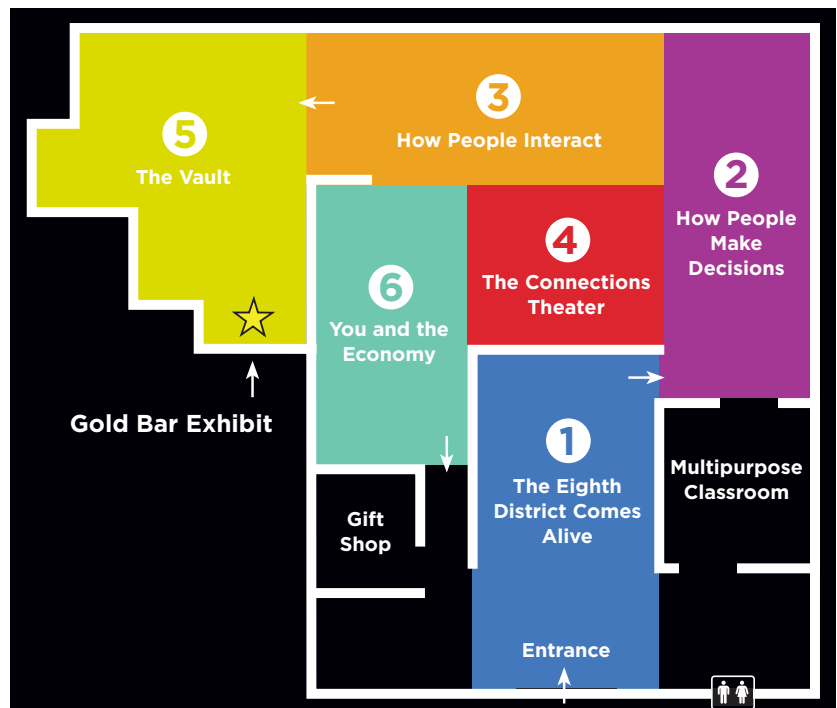 5
The Vault
3
How People Interact
2
How People
Make
Decisions
4
The Connections
Theater
6
You and the
Economy
Gold Bar Exhibit
1
The Eighth
District Comes
Alive
Multipurpose
Classroom
Gift
Shop
Entrance